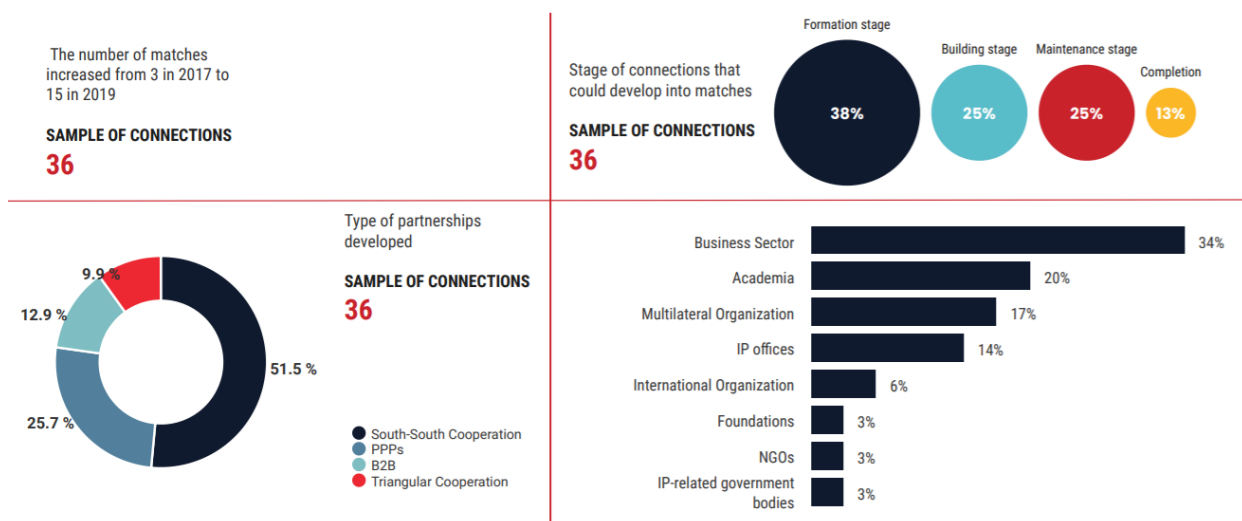 The number of matches
increased from 3 in 2017 to
15 in 2019
SAMPLE OF CONNECTIONS
36
Stage of connections that
could develop into matches
SAMPLE OF CONNECTIONS
36
Formation stage
38%
Building stage
25%
Maintenance stage
25%
Completion
13%
Type of partnerships
developed
SAMPLE OF CONNECTIONS
36
9.9 %
12.9 %
25.7 %
51.5 %
South-South Cooperation
PPPs
B2B
Triangular Cooperation
Business Sector 34%
Academia 20%
Multilateral Organization 17%
IP offices 14%
International Organization 6%
Foundations 3%
NGOs 3%
IP-related government
bodies 3%